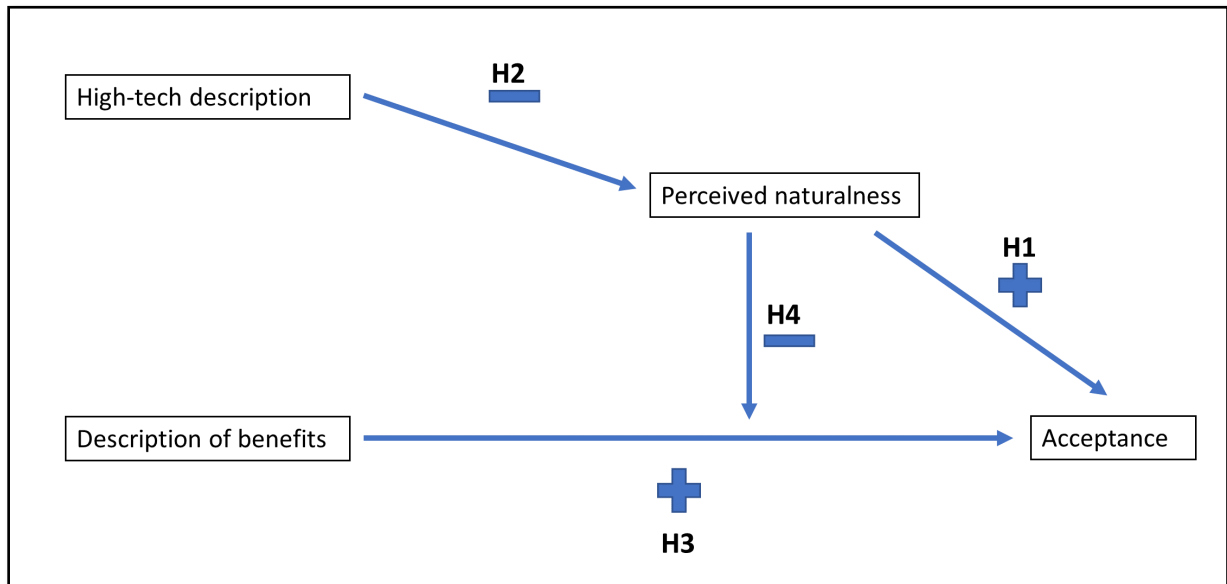 H2
High-tech description
Perceived naturalness
H1
H4
Description of benefits
Acceptance
H3